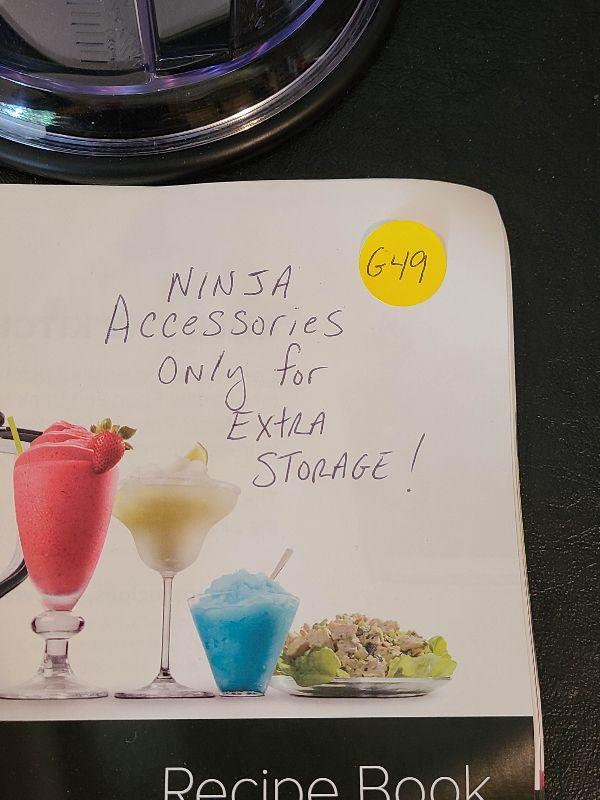 G49
NINJA
Accessories
ONly for
EXtRA
STORAGE!
Recipe Book